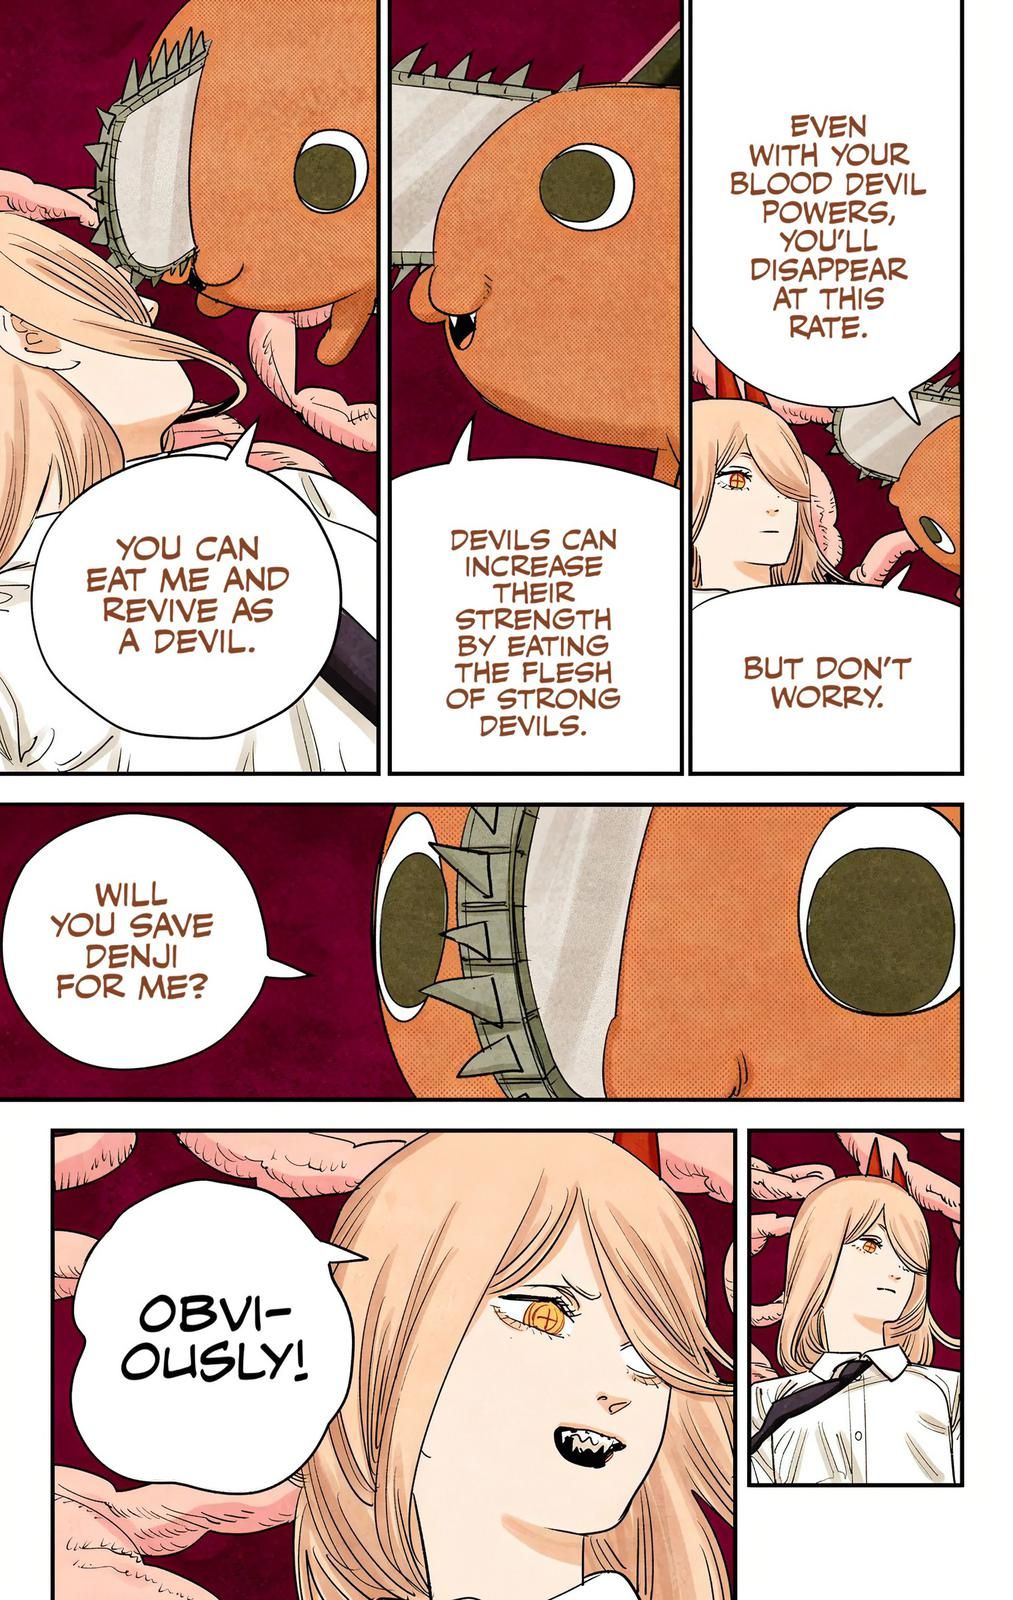 EVEN
WITH YOUR
BLOOD DEVIL
POWERS,
YOU'LL
DISAPPEAR
AT THIS
RATE.
BUT DON'T
WORRY.
DEVILS CAN
INCREASE
THEIR
STRENGTH
BY EATING
THE FLESH
OF STRONG
DEVILS.
YOU CAN
EAT ME AND
REVIVE AS
A DEVIL.
WILL
YOU SAVE
DENJI
FOR ME?
OBVI-
OUSLY!